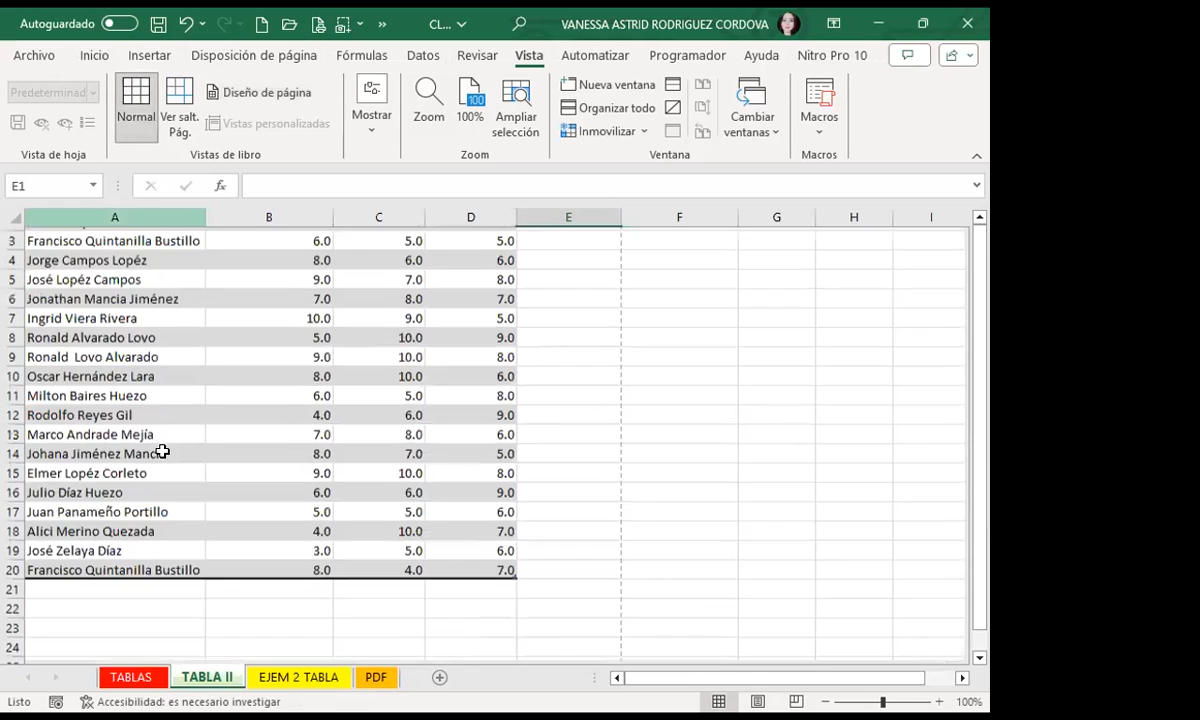 Autoguardado CL... VANESSA ASTRID RODRIGUEZ CORDOVA
Archivo Inicio Insertar Disposición de página Fórmulas Datos Revisar Vista Automatizar Programador Ayuda Nitro Pro 10
Predeterminad
Normal
Ver salt. Pág.
Diseño de página
Vistas personalizadas
Mostrar
Zoom
100
100%
Ampliar selección
Nueva ventana
Organizar todo
Inmovilizar
Cambiar ventanas
Macros
Vista de hoja Vistas de libro Zoom Ventana Macros
E1 fx
A B C D E F G H I
3 Francisco Quintanilla Bustillo 6.0 5.0 5.0
4 Jorge Campos Lopéz 8.0 6.0 6.0
5 José Lopéz Campos 9.0 7.0 8.0
6 Jonathan Mancia Jiménez 7.0 8.0 7.0
7 Ingrid Viera Rivera 10.0 9.0 5.0
8 Ronald Alvarado Lovo 5.0 10.0 9.0
9 Ronald  Lovo Alvarado 9.0 10.0 8.0
10 Oscar Hernández Lara 8.0 10.0 6.0
11 Milton Baires Huezo 6.0 5.0 8.0
12 Rodolfo Reyes Gil 4.0 6.0 9.0
13 Marco Andrade Mejía 7.0 8.0 6.0
14 Johana Jiménez 8.0 7.0 5.0
15 Elmer Lopéz Corleto 9.0 10.0 8.0
16 Julio Díaz Huezo 6.0 6.0 9.0
17 Juan Panameño Portillo 5.0 5.0 6.0
18 Alici Merino Quezada 4.0 10.0 7.0
19 José Zelaya Díaz 3.0 5.0 6.0
20 Francisco Quintanilla Bustillo 8.0 4.0 7.0
21
22
23
24
TABLAS TABLA II EJEM 2 TABLA PDF
Listo Accesibilidad: es necesario investigar 100%